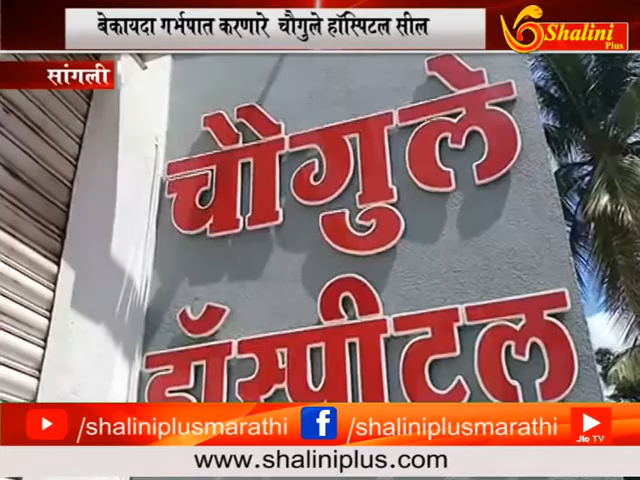 बेकायदा गर्भपात करणारे चौगुले हॉस्पिटल सील
Shalini
Plus
सांगली
चौगुले
हॉस्पीटल
/shaliniplusmarathi /shaliniplusmarathi
Jio TV
www.shaliniplus.com